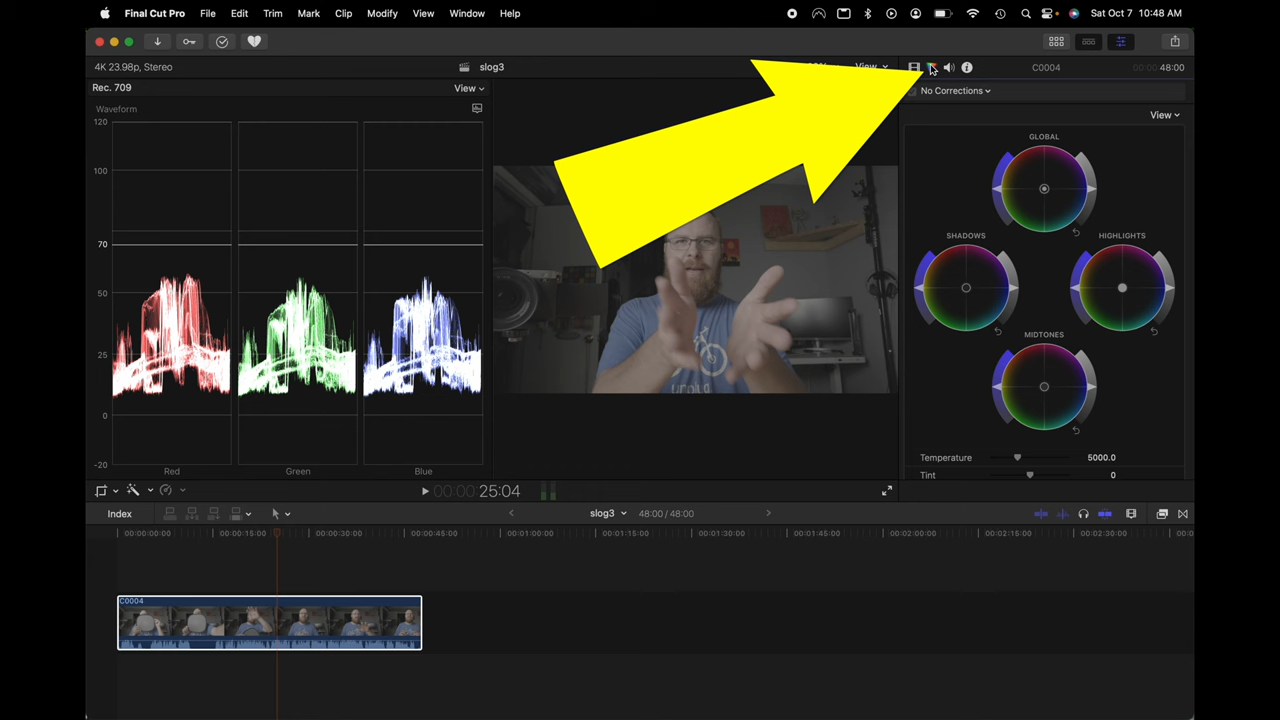 Final Cut Pro File Edit Trim Mark Clip Modify View Window Help Sat Oct 7 10:48 AM
4K 23.98p, Stereo slog3 View C0004 00:00:48:00
Rec. 709 View No Corrections
Waveform View
120
100
70
50
25
0
-20
Red Green Blue
GLOBAL
SHADOWS HIGHLIGHTS
MIDTONES
Temperature 5000.0
Tint 0
unplug
00:00:25:04
Index slog3 48:00 / 48:00
00:00:00:00 00:00:15:00 00:00:30:00 00:00:45:00 00:01:00:00 00:01:15:00 00:01:30:00 00:01:45:00 00:02:00:00 00:02:15:00 00:02:30:00
C0004